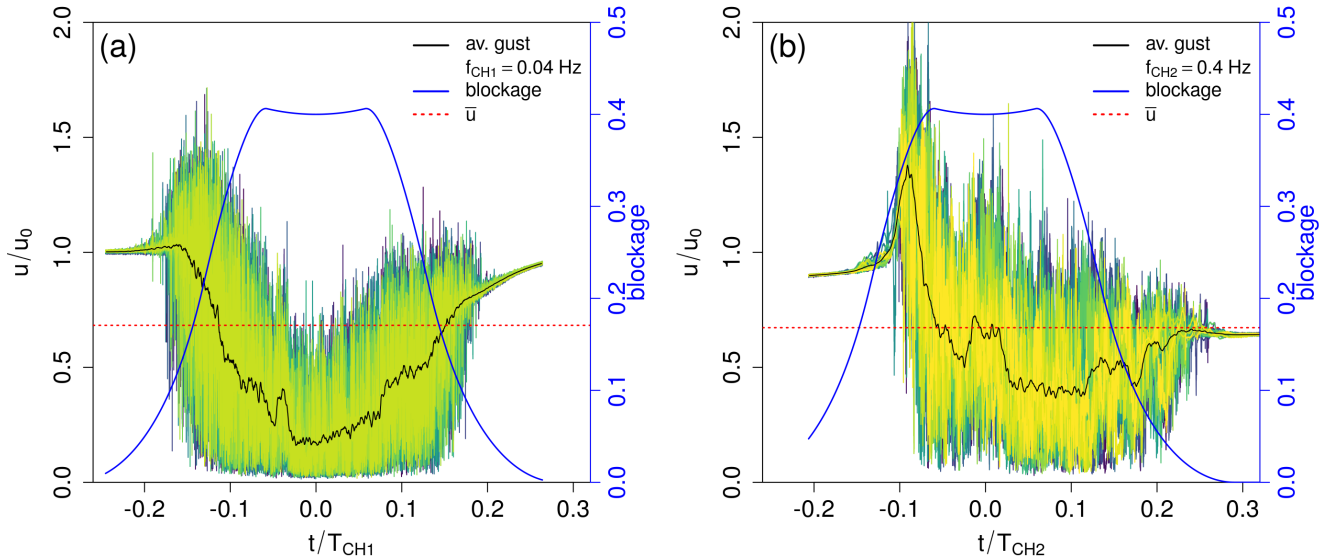 (a)
av. gust
f_CH1 = 0.04 Hz
blockage
u̅
2.0
1.5
1.0
0.5
0.0
u/u₀
0.5
0.4
0.3
0.2
0.1
0.0
blockage
-0.2 -0.1 0.0 0.1 0.2 0.3
t/T_CH1
(b)
av. gust
f_CH2 = 0.4 Hz
blockage
u̅
2.0
1.5
1.0
0.5
0.0
u/u₀
0.5
0.4
0.3
0.2
0.1
0.0
blockage
-0.2 -0.1 0.0 0.1 0.2 0.3
t/T_CH2